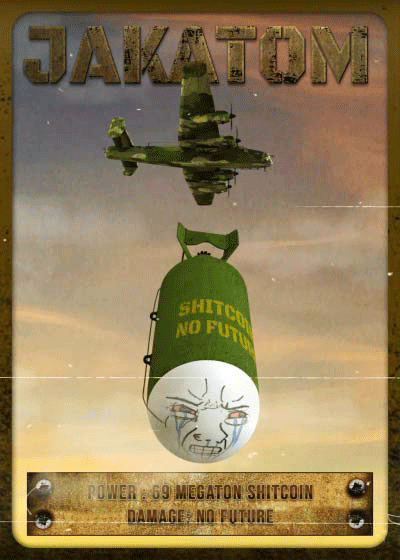 JAKATOM
SHITCOIN
NO FUTURE
POWER : 69 MEGATON SHITCOIN
DAMAGE: NO FUTURE